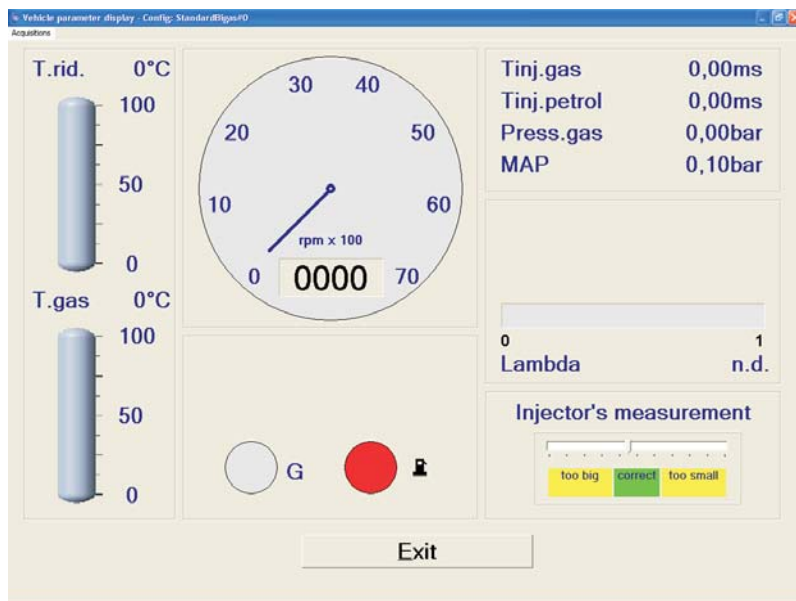 Vehicle parameter display - Config: StandardBigas#0
Acquisitions
T.rid. 0°C
100
50
0
T.gas 0°C
100
50
0
30 40
20 50
10 60
rpm x 100
0 0000 70
G
Tinj.gas 0,00ms
Tinj.petrol 0,00ms
Press.gas 0,00bar
MAP 0,10bar
0 1
Lambda n.d.
Injector's measurement
too big correct too small
Exit